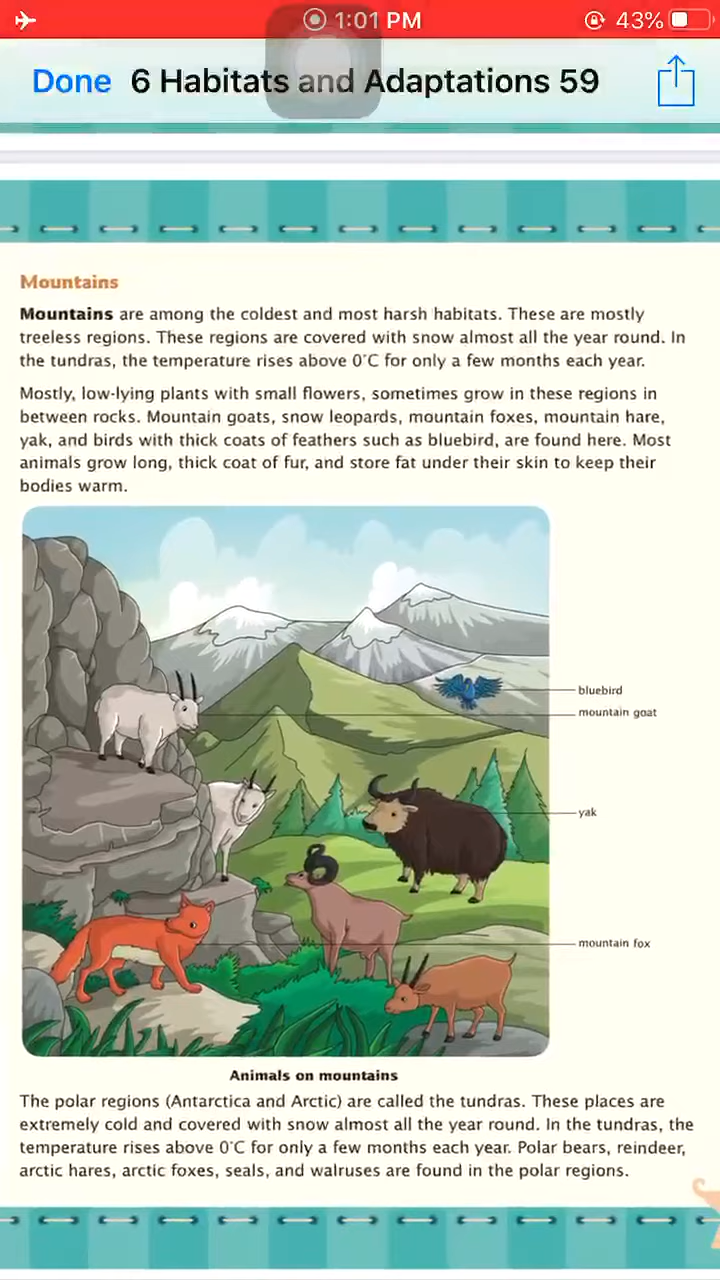 1:01 PM
43%
Done 6 Habitats and Adaptations 59
Mountains
Mountains are among the coldest and most harsh habitats. These are mostly
treeless regions. These regions are covered with snow almost all the year round. In
the tundras, the temperature rises above 0°C for only a few months each year.
Mostly, low-lying plants with small flowers, sometimes grow in these regions in
between rocks. Mountain goats, snow leopards, mountain foxes, mountain hare,
yak, and birds with thick coats of feathers such as bluebird, are found here. Most
animals grow long, thick coat of fur, and store fat under their skin to keep their
bodies warm.
bluebird
mountain goat
yak
mountain fox
Animals on mountains
The polar regions (Antarctica and Arctic) are called the tundras. These places are
extremely cold and covered with snow almost all the year round. In the tundras, the
temperature rises above 0°C for only a few months each year. Polar bears, reindeer,
arctic hares, arctic foxes, seals, and walruses are found in the polar regions.